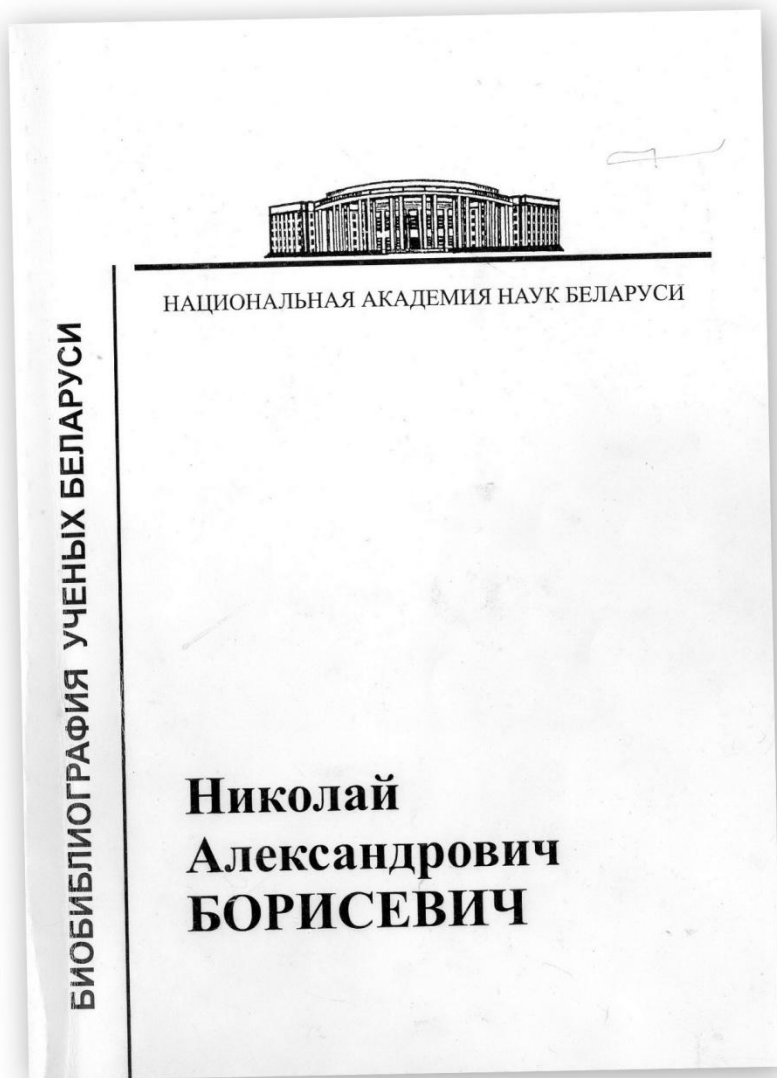 НАЦИОНАЛЬНАЯ АКАДЕМИЯ НАУК БЕЛАРУСИ
БИОБИБЛИОГРАФИЯ УЧЕНЫХ БЕЛАРУСИ
Николай
Александрович
БОРИСЕВИЧ